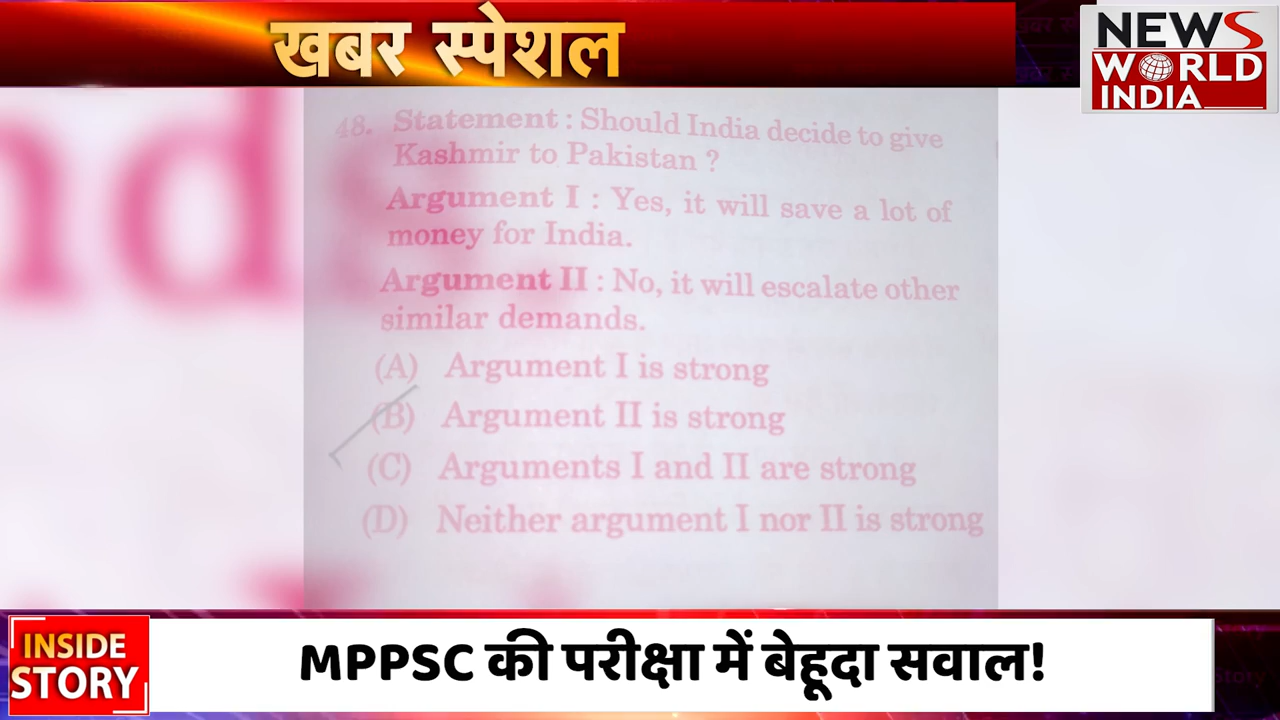 खबर स्पेशल
NEWS
WORLD
INDIA
48. Statement : Should India decide to give
Kashmir to Pakistan ?
Argument I : Yes, it will save a lot of
money for India.
Argument II : No, it will escalate other
similar demands.
(A) Argument I is strong
(B) Argument II is strong
(C) Arguments I and II are strong
(D) Neither argument I nor II is strong
INSIDE
STORY
MPPSC की परीक्षा में बेहूदा सवाल!